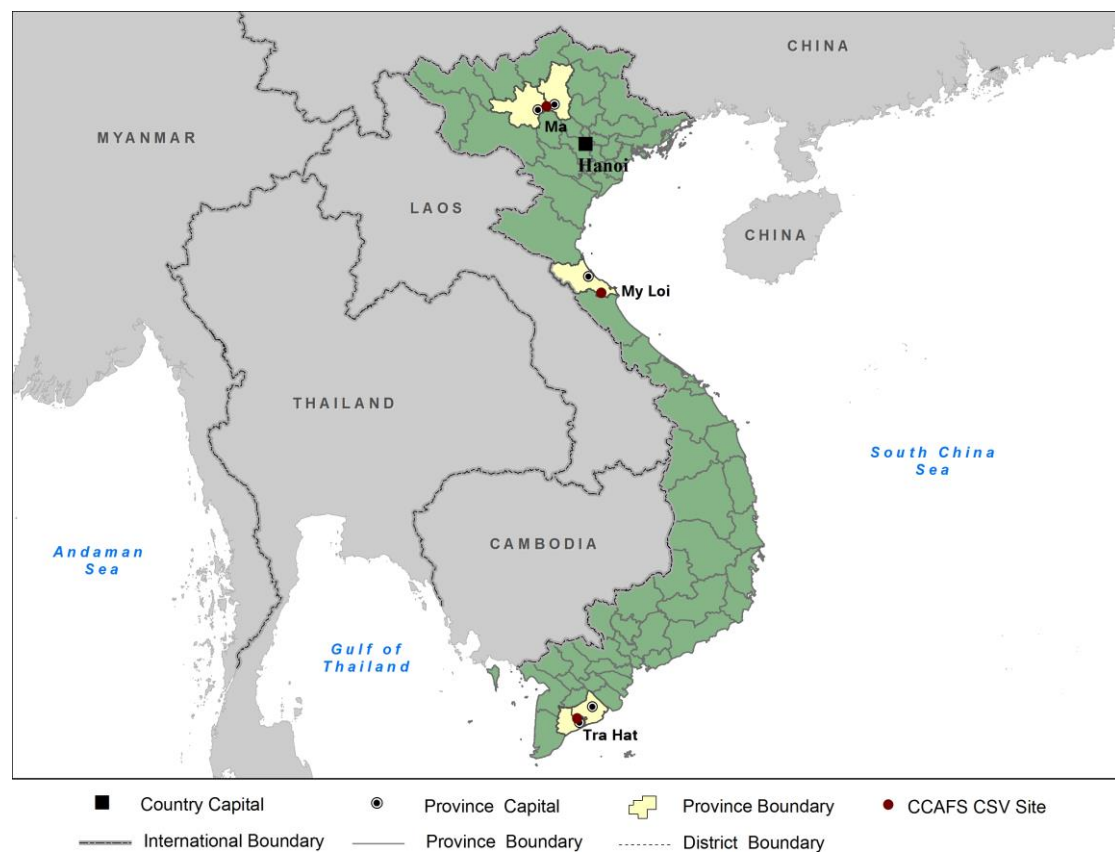 CHINA
MYANMAR
Ma
Hanoi
LAOS
CHINA
My Loi
THAILAND
South China
Sea
CAMBODIA
Andaman
Sea
Gulf of
Thailand
Tra Hat
Country Capital
Province Capital
Province Boundary
CCAFS CSV Site
International Boundary
Province Boundary
District Boundary